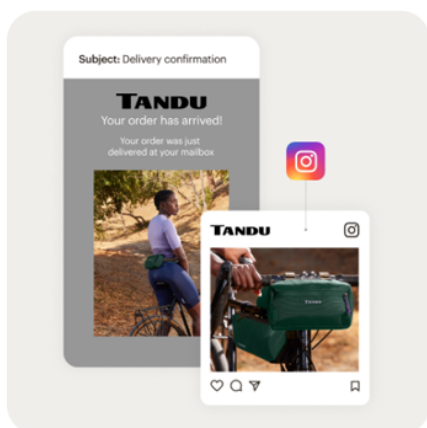 Subject: Delivery confirmation
TANDU
Your order has arrived!
Your order was just
delivered at your mailbox
TANDU
TANDU